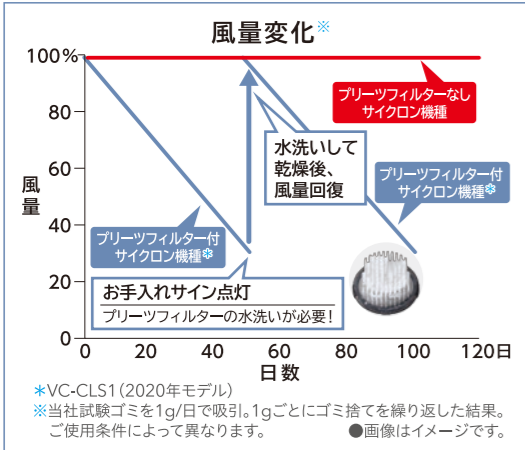 風量変化※
100%
80
60
40
20
0
風量
プリーツフィルターなし
サイクロン機種
水洗いして
乾燥後、
風量回復
プリーツフィルター付
サイクロン機種*
プリーツフィルター付
サイクロン機種*
お手入れサイン点灯
プリーツフィルターの水洗いが必要!
0 20 40 60 80 100 120日
日数
*VC-CLS1(2020年モデル)
※当社試験ゴミを1g/日で吸引。1gごとにゴミ捨てを繰り返した結果。
ご使用条件によって異なります。 ●画像はイメージです。